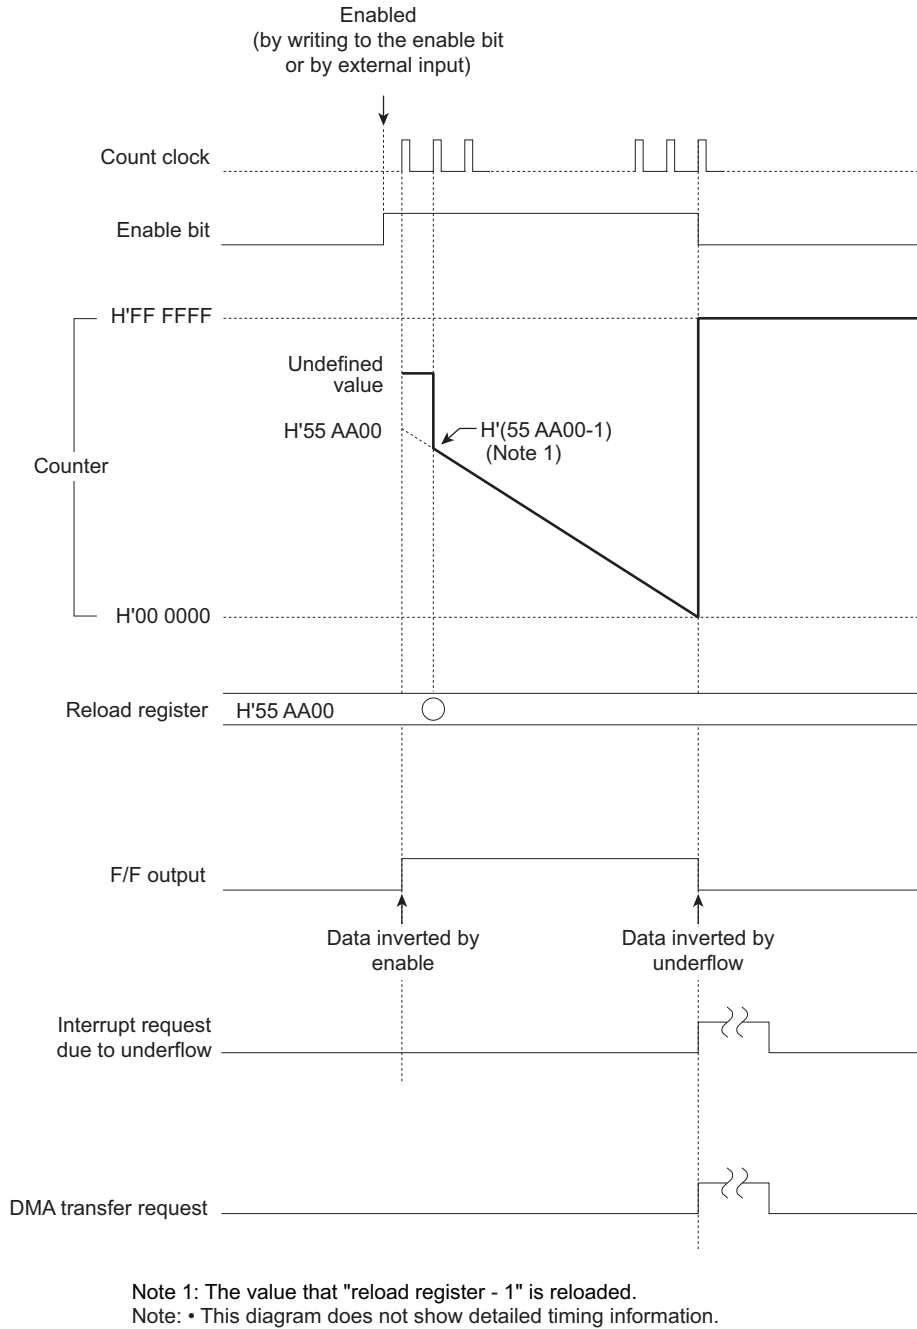 Enabled
(by writing to the enable bit
or by external input)
Count clock
Enable bit
H'FF FFFF
Undefined
value
H'55 AA00
H'(55 AA00-1)
(Note 1)
Counter
H'00 0000
Reload register
H'55 AA00
F/F output
Data inverted by
enable
Data inverted by
underflow
Interrupt request
due to underflow
DMA transfer request
Note 1: The value that "reload register - 1" is reloaded.
Note: • This diagram does not show detailed timing information.